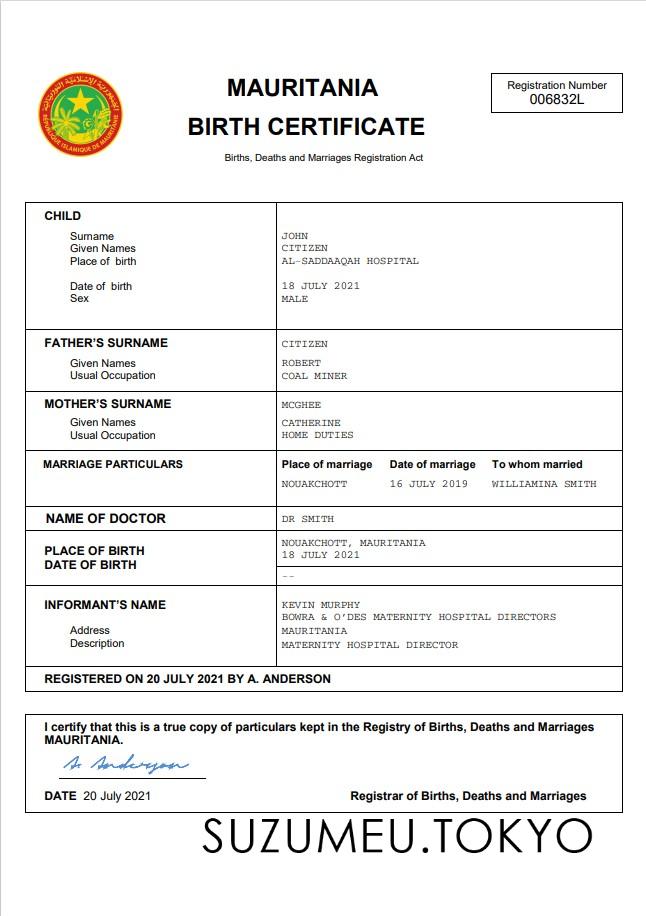 MAURITANIA
BIRTH CERTIFICATE
Births, Deaths and Marriages Registration Act
Registration Number
006832L
RÉPUBLIQUE ISLAMIQUE DE MAURITANIE
CHILD
Surname JOHN
Given Names CITIZEN
Place of birth AL-SADDAAQAH HOSPITAL
Date of birth 18 JULY 2021
Sex MALE
FATHER'S SURNAME CITIZEN
Given Names ROBERT
Usual Occupation COAL MINER
MOTHER'S SURNAME MCGHEE
Given Names CATHERINE
Usual Occupation HOME DUTIES
MARRIAGE PARTICULARS Place of marriage Date of marriage To whom married
NOUAKCHOTT 16 JULY 2019 WILLIAMINA SMITH
NAME OF DOCTOR DR SMITH
PLACE OF BIRTH NOUAKCHOTT, MAURITANIA
DATE OF BIRTH 18 JULY 2021
--
INFORMANT'S NAME KEVIN MURPHY
BOWRA & O'DES MATERNITY HOSPITAL DIRECTORS
Address MAURITANIA
Description MATERNITY HOSPITAL DIRECTOR
REGISTERED ON 20 JULY 2021 BY A. ANDERSON
I certify that this is a true copy of particulars kept in the Registry of Births, Deaths and Marriages
MAURITANIA.
A. Anderson
DATE 20 July 2021 Registrar of Births, Deaths and Marriages
SUZUMEU.TOKYO